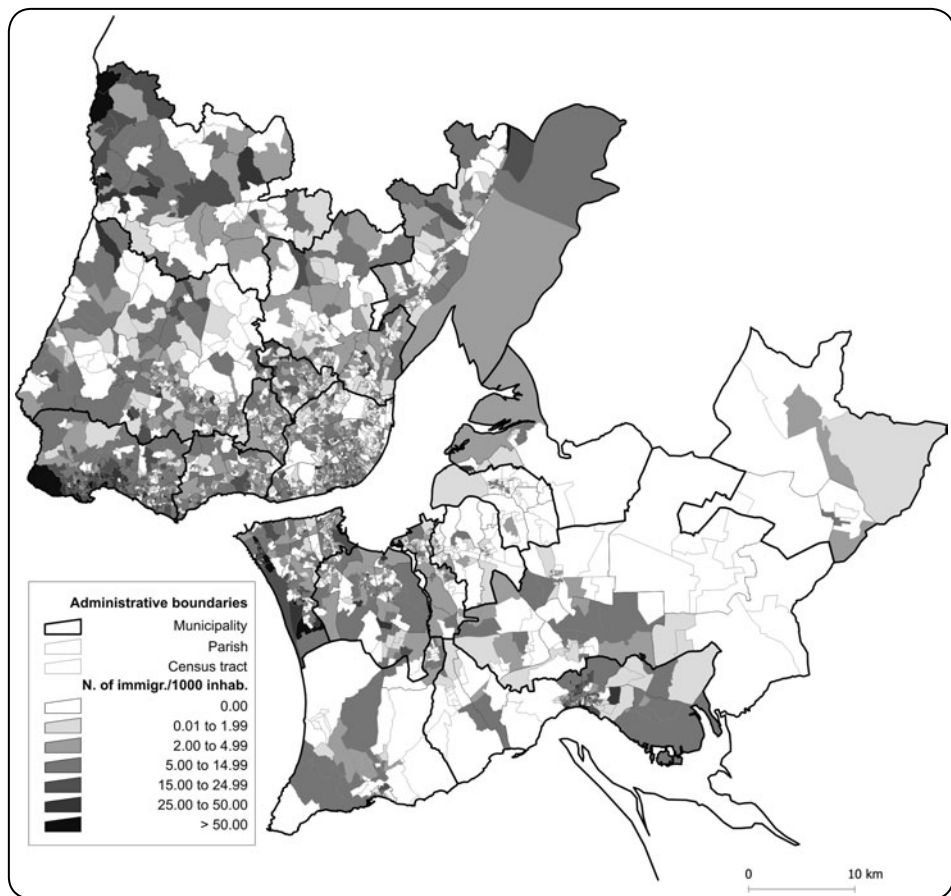 Administrative boundaries
Municipality
Parish
Census tract
N. of immigr./1000 inhab.
0.00
0.01 to 1.99
2.00 to 4.99
5.00 to 14.99
15.00 to 24.99
25.00 to 50.00
> 50.00
0 10 km